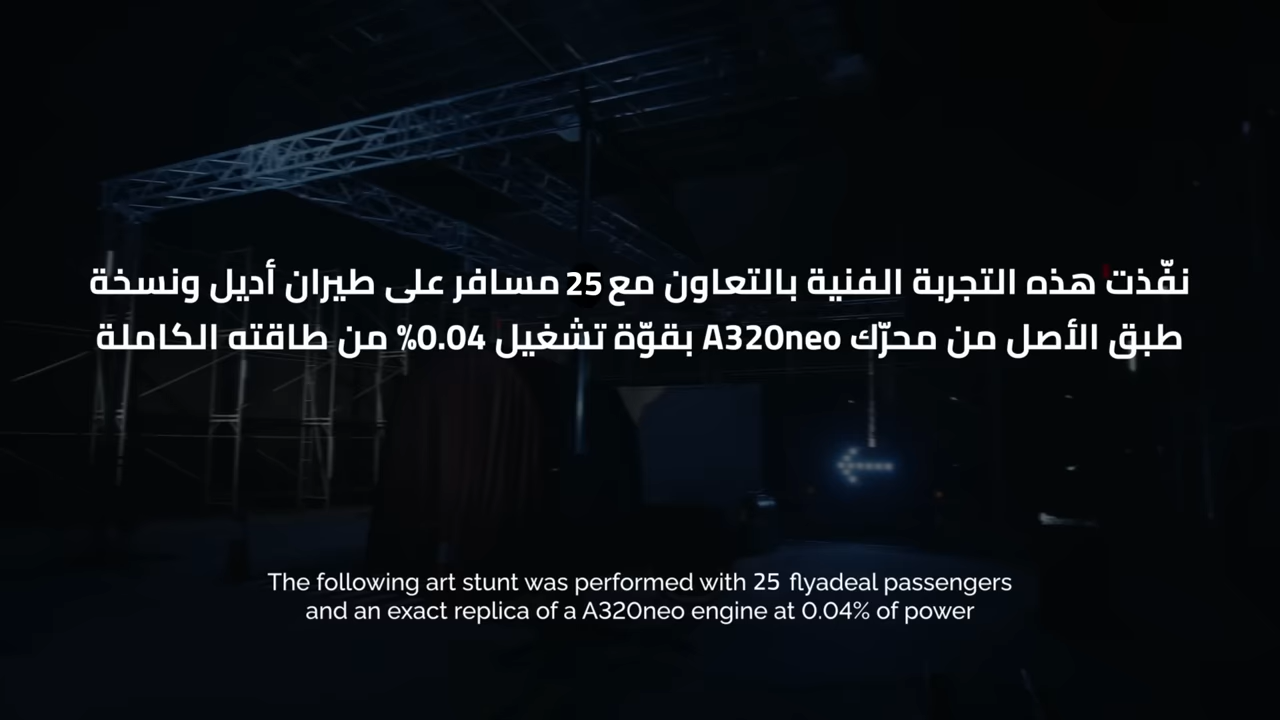 نفّذت هذه التجربة الفنية بالتعاون مع 25 مسافر على طيران أديل ونسخة
طبق الأصل من محرّك A320neo بقوّة تشغيل 0.04% من طاقته الكاملة
The following art stunt was performed with 25 flyadeal passengers
and an exact replica of a A320neo engine at 0.04% of power